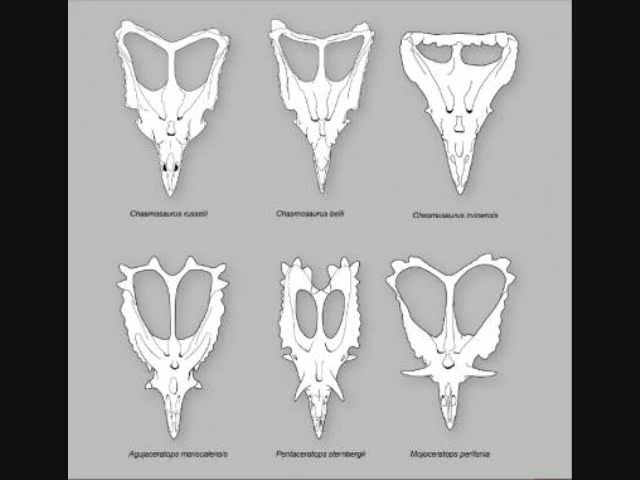 Chasmosaurus russelli
Chasmosaurus belli
Chasmosaurus irvinensis
Agujaceratops mariscalensis
Pentaceratops sternbergii
Mojoceratops perifania